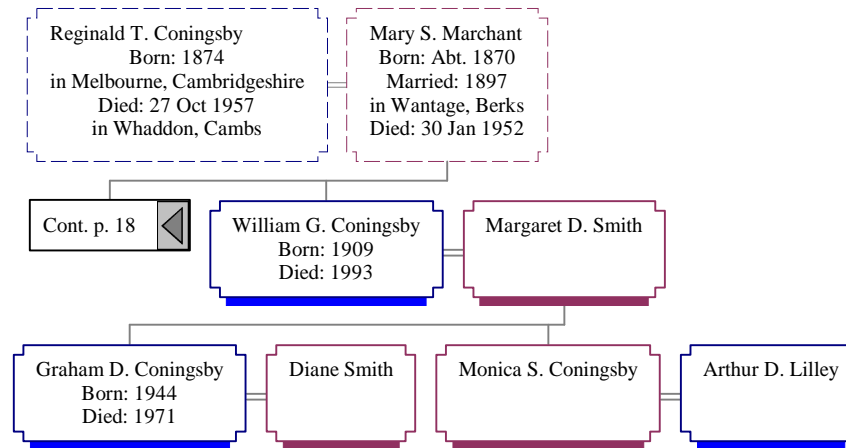 Reginald T. Coningsby
Born: 1874
in Melbourne, Cambridgeshire
Died: 27 Oct 1957
in Whaddon, Cambs
Mary S. Marchant
Born: Abt. 1870
Married: 1897
in Wantage, Berks
Died: 30 Jan 1952
Cont. p. 18
William G. Coningsby
Born: 1909
Died: 1993
Margaret D. Smith
Graham D. Coningsby
Born: 1944
Died: 1971
Diane Smith
Monica S. Coningsby
Arthur D. Lilley